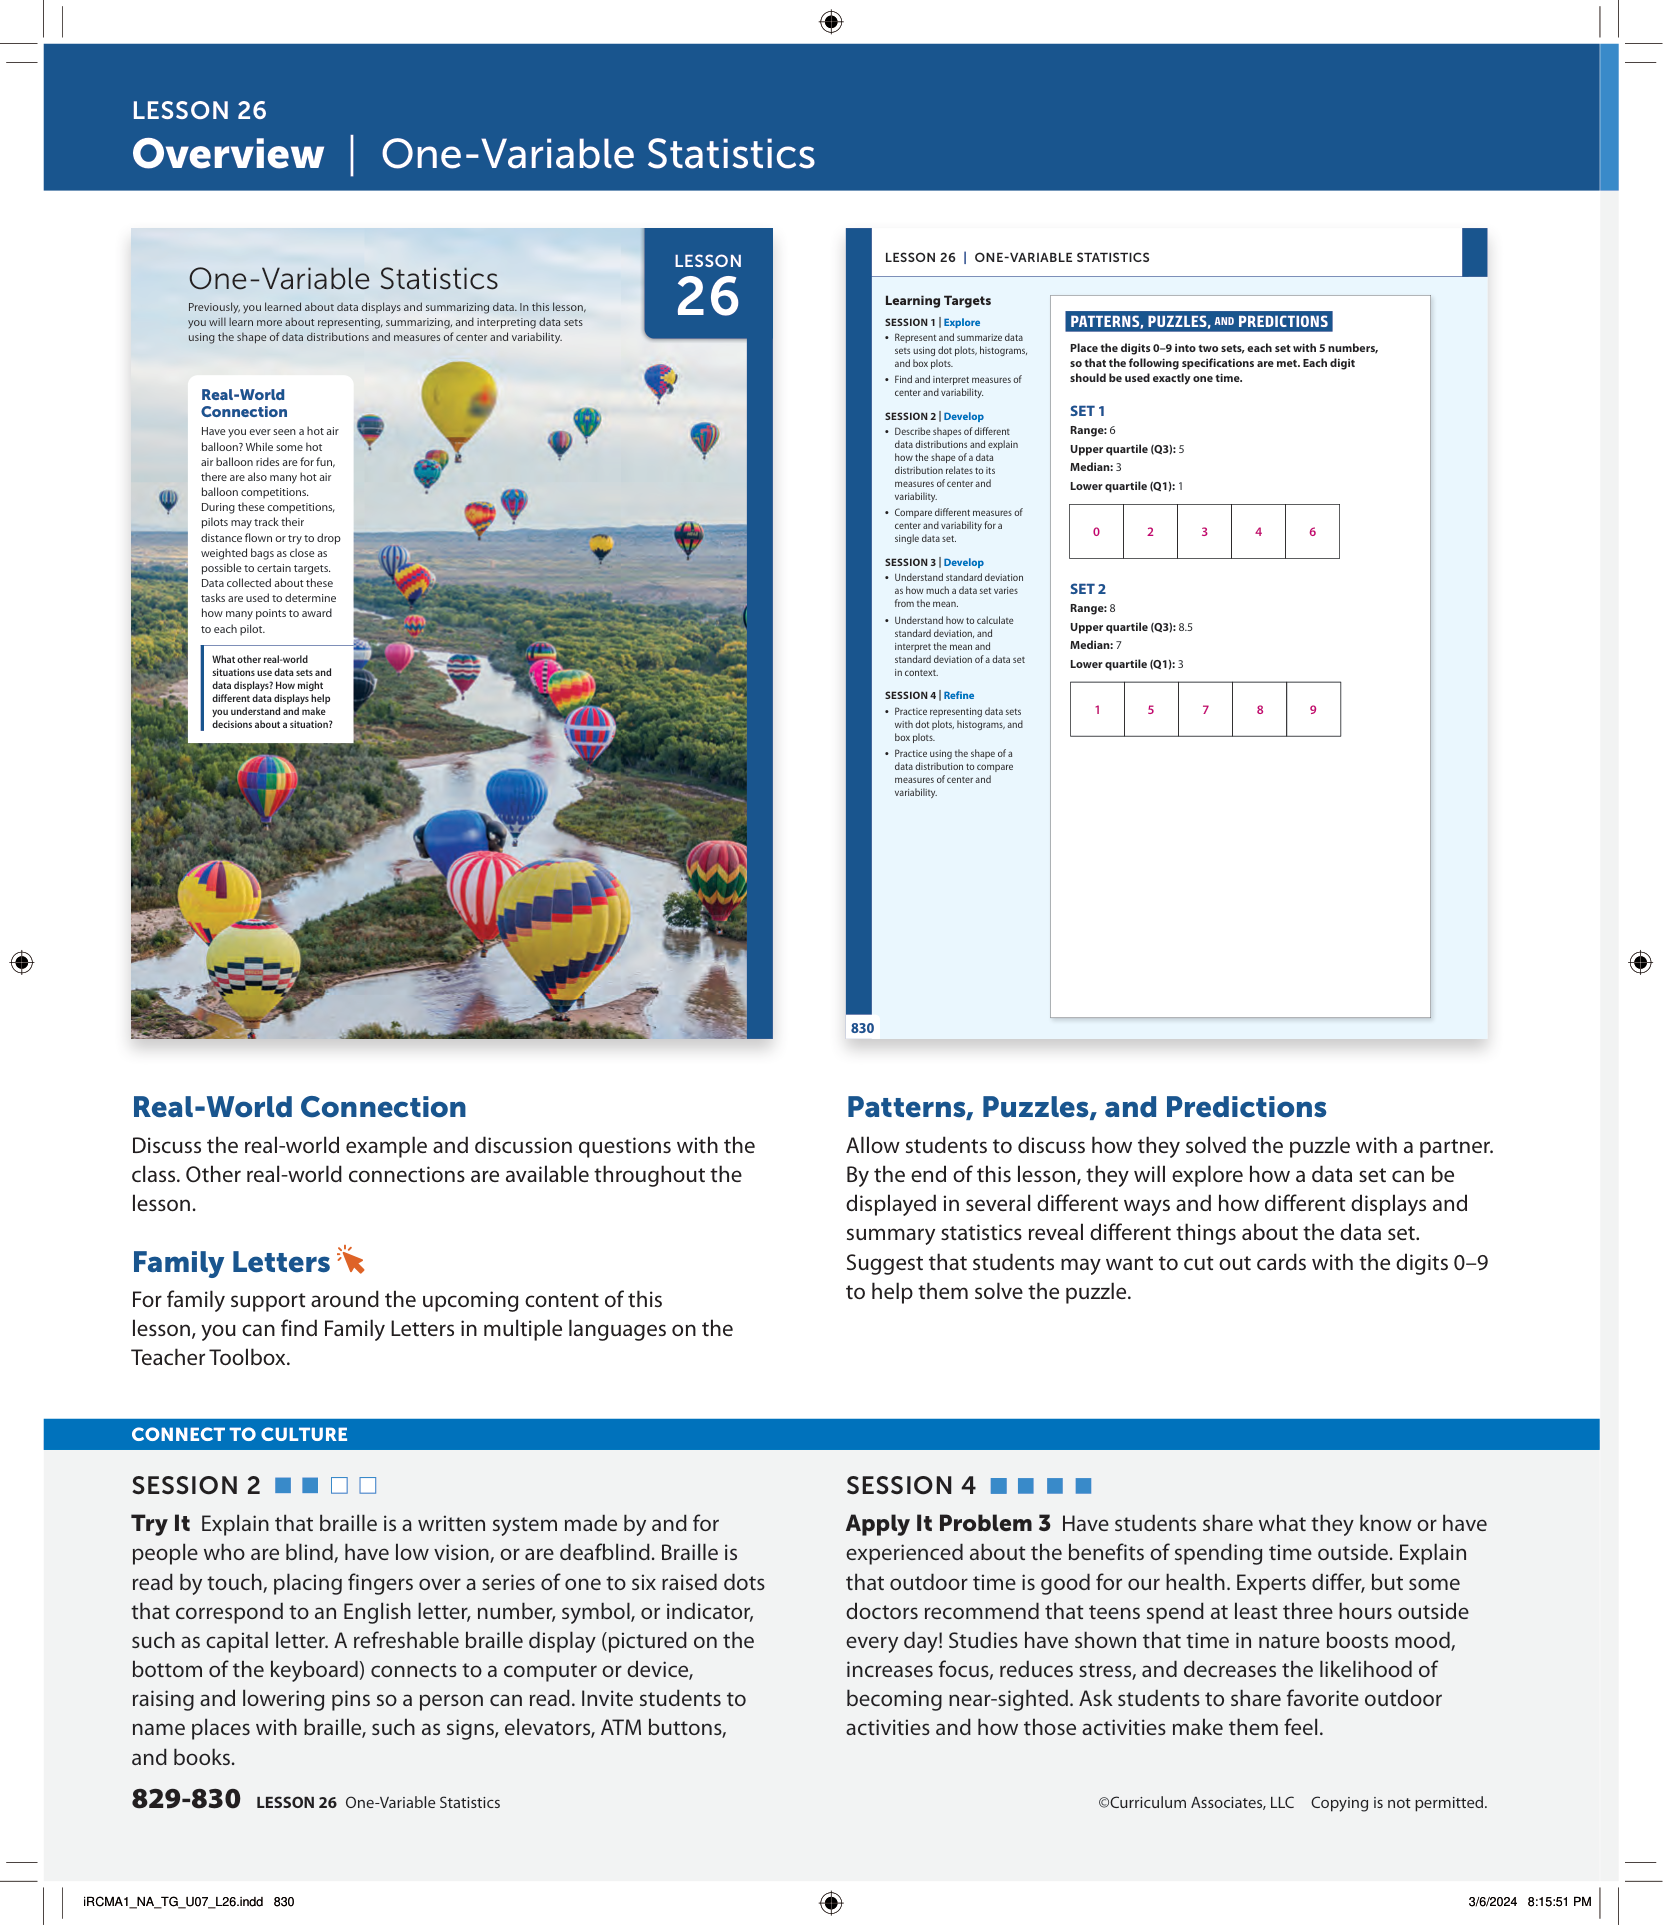 LESSON 26
Overview | One-Variable Statistics
One-Variable Statistics
Previously, you learned about data displays and summarizing data. In this lesson,
you will learn more about representing, summarizing, and interpreting data sets
using the shape of data distributions and measures of center and variability.
LESSON
26
Real-World
Connection
Have you ever seen a hot air
balloon? While some hot
air balloon rides are for fun,
there are also many hot air
balloon competitions.
During these competitions,
pilots may track their
distance flown or try to drop
weighted bags as close as
possible to certain targets.
Data collected about these
tasks are used to determine
how many points to award
to each pilot.
What other real-world
situations use data sets and
data displays? How might
different data displays help
you understand and make
decisions about a situation?
LESSON 26 | ONE-VARIABLE STATISTICS
Learning Targets
SESSION 1 | Explore
• Represent and summarize data
sets using dot plots, histograms,
and box plots.
• Find and interpret measures of
center and variability.
SESSION 2 | Develop
• Describe shapes of different
data distributions and explain
how the shape of a data
distribution relates to its
measures of center and
variability.
• Compare different measures of
center and variability for a
single data set.
SESSION 3 | Develop
• Understand standard deviation
as how much a data set varies
from the mean.
• Understand how to calculate
standard deviation, and
interpret the mean and
standard deviation of a data set
in context.
SESSION 4 | Refine
• Practice representing data sets
with dot plots, histograms, and
box plots.
• Practice using the shape of a
data distribution to compare
measures of center and
variability.
830
PATTERNS, PUZZLES, AND PREDICTIONS
Place the digits 0–9 into two sets, each set with 5 numbers,
so that the following specifications are met. Each digit
should be used exactly one time.
SET 1
Range: 6
Upper quartile (Q3): 5
Median: 3
Lower quartile (Q1): 1
0 2 3 4 6
SET 2
Range: 8
Upper quartile (Q3): 8.5
Median: 7
Lower quartile (Q1): 3
1 5 7 8 9
Real-World Connection
Discuss the real-world example and discussion questions with the
class. Other real-world connections are available throughout the
lesson.
Family Letters
For family support around the upcoming content of this
lesson, you can find Family Letters in multiple languages on the
Teacher Toolbox.
Patterns, Puzzles, and Predictions
Allow students to discuss how they solved the puzzle with a partner.
By the end of this lesson, they will explore how a data set can be
displayed in several different ways and how different displays and
summary statistics reveal different things about the data set.
Suggest that students may want to cut out cards with the digits 0–9
to help them solve the puzzle.
CONNECT TO CULTURE
SESSION 2
Try It Explain that braille is a written system made by and for
people who are blind, have low vision, or are deafblind. Braille is
read by touch, placing fingers over a series of one to six raised dots
that correspond to an English letter, number, symbol, or indicator,
such as capital letter. A refreshable braille display (pictured on the
bottom of the keyboard) connects to a computer or device,
raising and lowering pins so a person can read. Invite students to
name places with braille, such as signs, elevators, ATM buttons,
and books.
SESSION 4
Apply It Problem 3 Have students share what they know or have
experienced about the benefits of spending time outside. Explain
that outdoor time is good for our health. Experts differ, but some
doctors recommend that teens spend at least three hours outside
every day! Studies have shown that time in nature boosts mood,
increases focus, reduces stress, and decreases the likelihood of
becoming near-sighted. Ask students to share favorite outdoor
activities and how those activities make them feel.
829-830 LESSON 26 One-Variable Statistics
©Curriculum Associates, LLC Copying is not permitted.
iRCMA1_NA_TG_U07_L26.indd 830
3/6/2024 8:15:51 PM